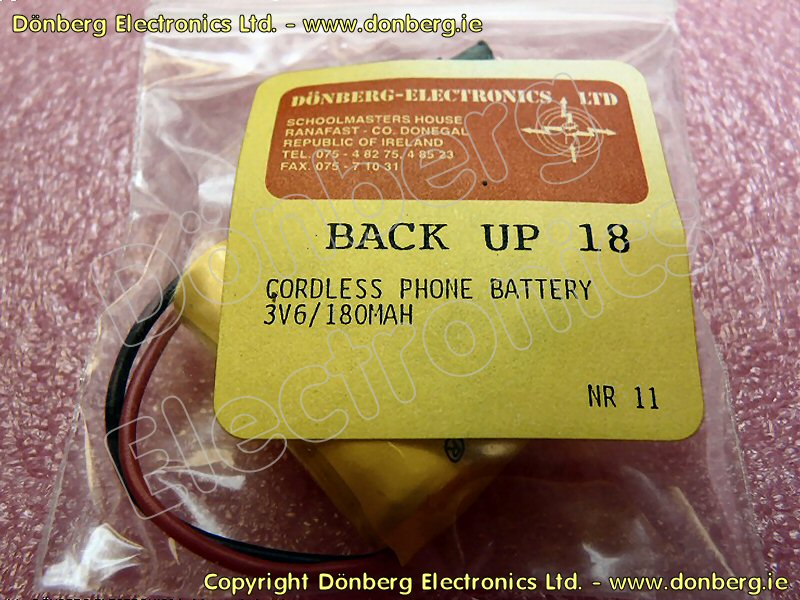 Dönberg Electronics Ltd. - www.donberg.ie
DÖNBERG-ELECTRONICS LTD
SCHOOLMASTERS HOUSE
RANAFAST - CO. DONEGAL
REPUBLIC OF IRELAND
TEL. 075 - 4 82 75, 4 85 23
FAX. 075 - 7 10 31
BACK UP 18
CORDLESS PHONE BATTERY
3V6/180MAH
NR 11
Dönberg
Electronics
Copyright Dönberg Electronics Ltd. - www.donberg.ie